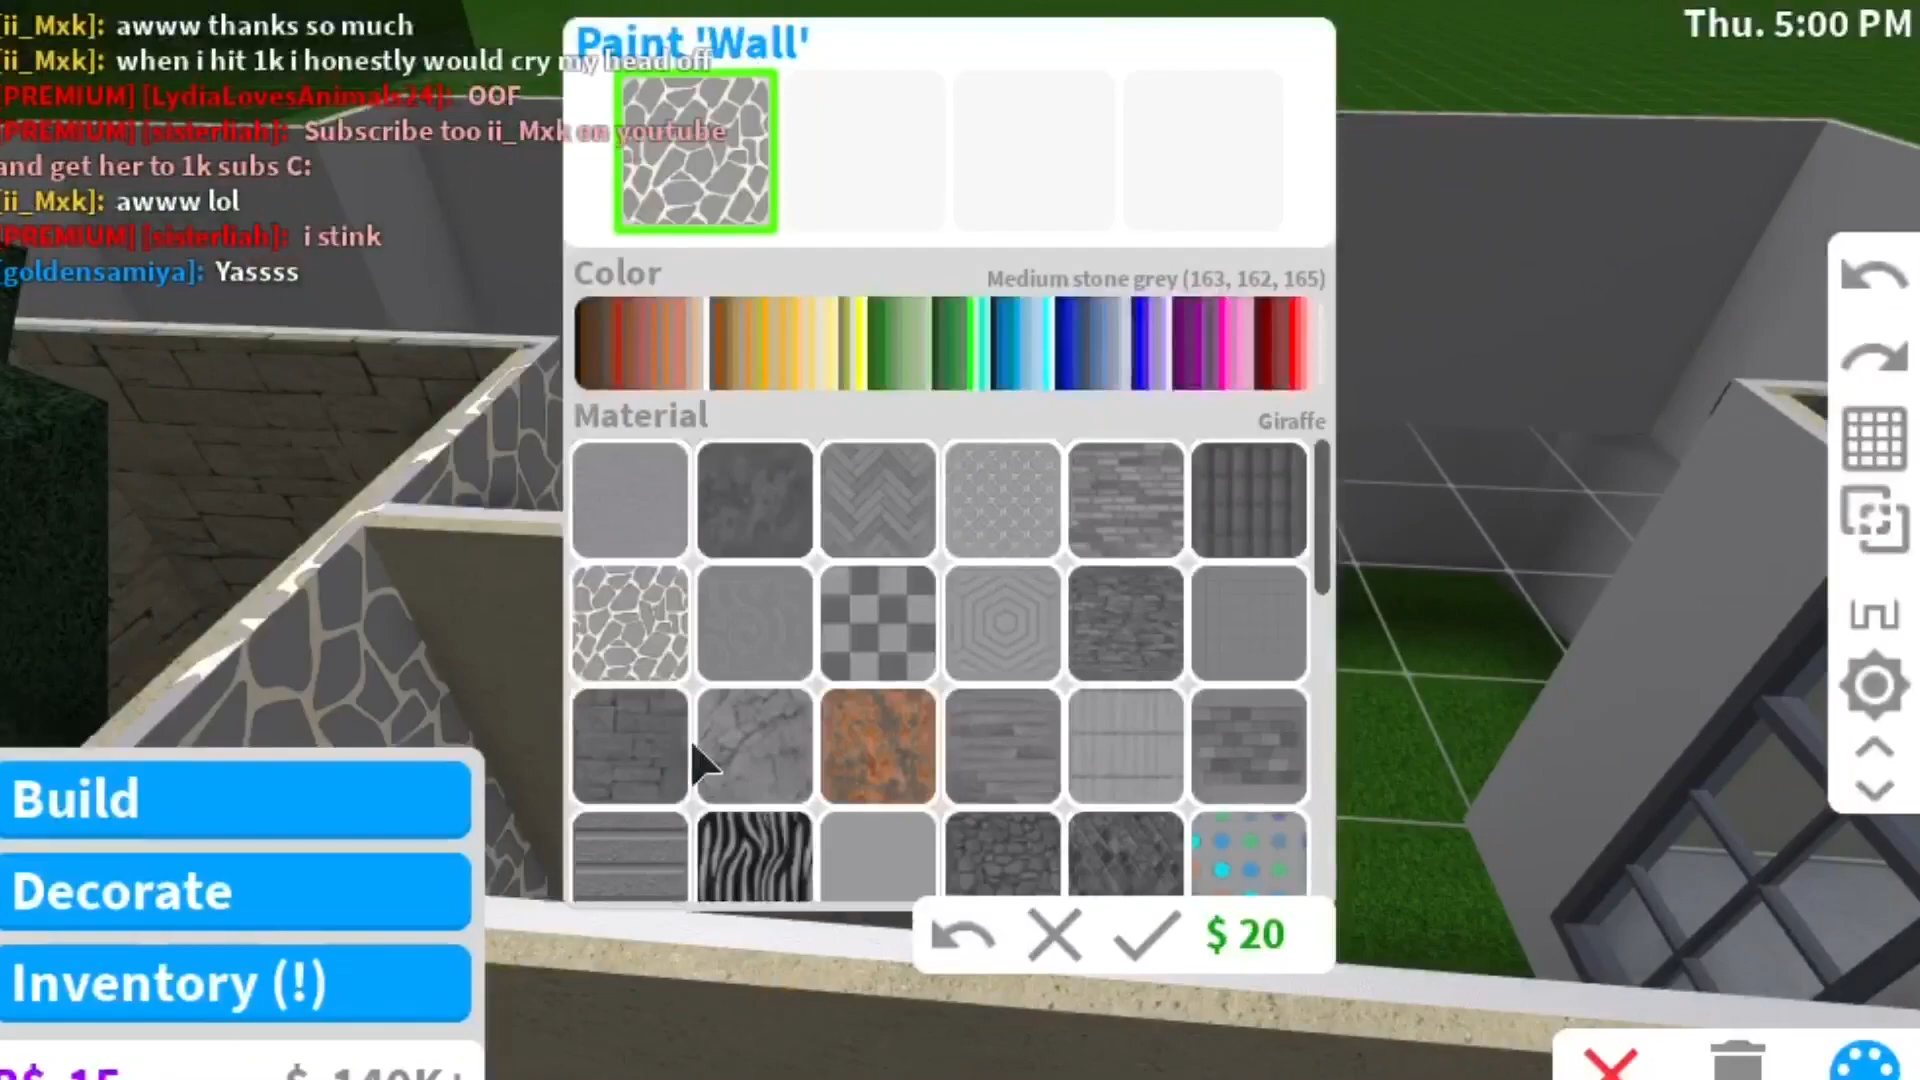 [ii_Mxk]: awww thanks so much
[ii_Mxk]: when i hit 1k i honestly would cry my head off
[PREMIUM] [LydiaLovesAnimals24]: OOF
[PREMIUM] [sisterliah]: Subscribe too ii_Mxk on youtube
and get her to 1k subs C:
[ii_Mxk]: awww lol
[PREMIUM] [sisterliah]: i stink
[goldensamiya]: Yassss
Thu. 5:00 PM
Paint 'Wall'
Color
Medium stone grey (163, 162, 165)
Material
Giraffe
$ 20
Build
Decorate
Inventory (!)